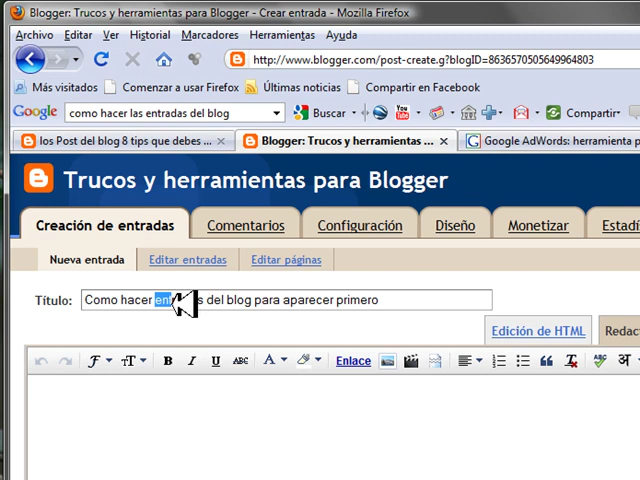 Blogger: Trucos y herramientas para Blogger - Crear entrada - Mozilla Firefox
Archivo Editar Ver Historial Marcadores Herramientas Ayuda
http://www.blogger.com/post-create.g?blogID=8636570505649964803
Más visitados Comenzar a usar Firefox Últimas noticias Compartir en Facebook
Google como hacer las entradas del blog Buscar Compartir
los Post del blog 8 tips que debes ... Blogger: Trucos y herramientas ... Google AdWords: herramienta p
Trucos y herramientas para Blogger
Creación de entradas Comentarios Configuración Diseño Monetizar Estadí
Nueva entrada Editar entradas Editar páginas
Título: Como hacer del blog para aparecer primero
Edición de HTML Redac
F TT B I U ABC A Enlace